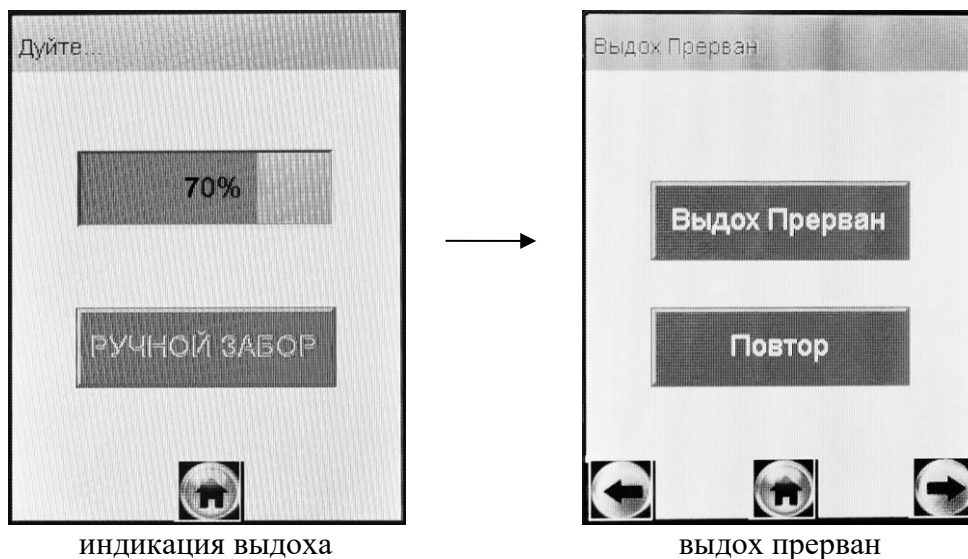 Дуйте...
70%
РУЧНОЙ ЗАБОР
индикация выдоха
Выдох Прерван
Выдох Прерван
Повтор
выдох прерван